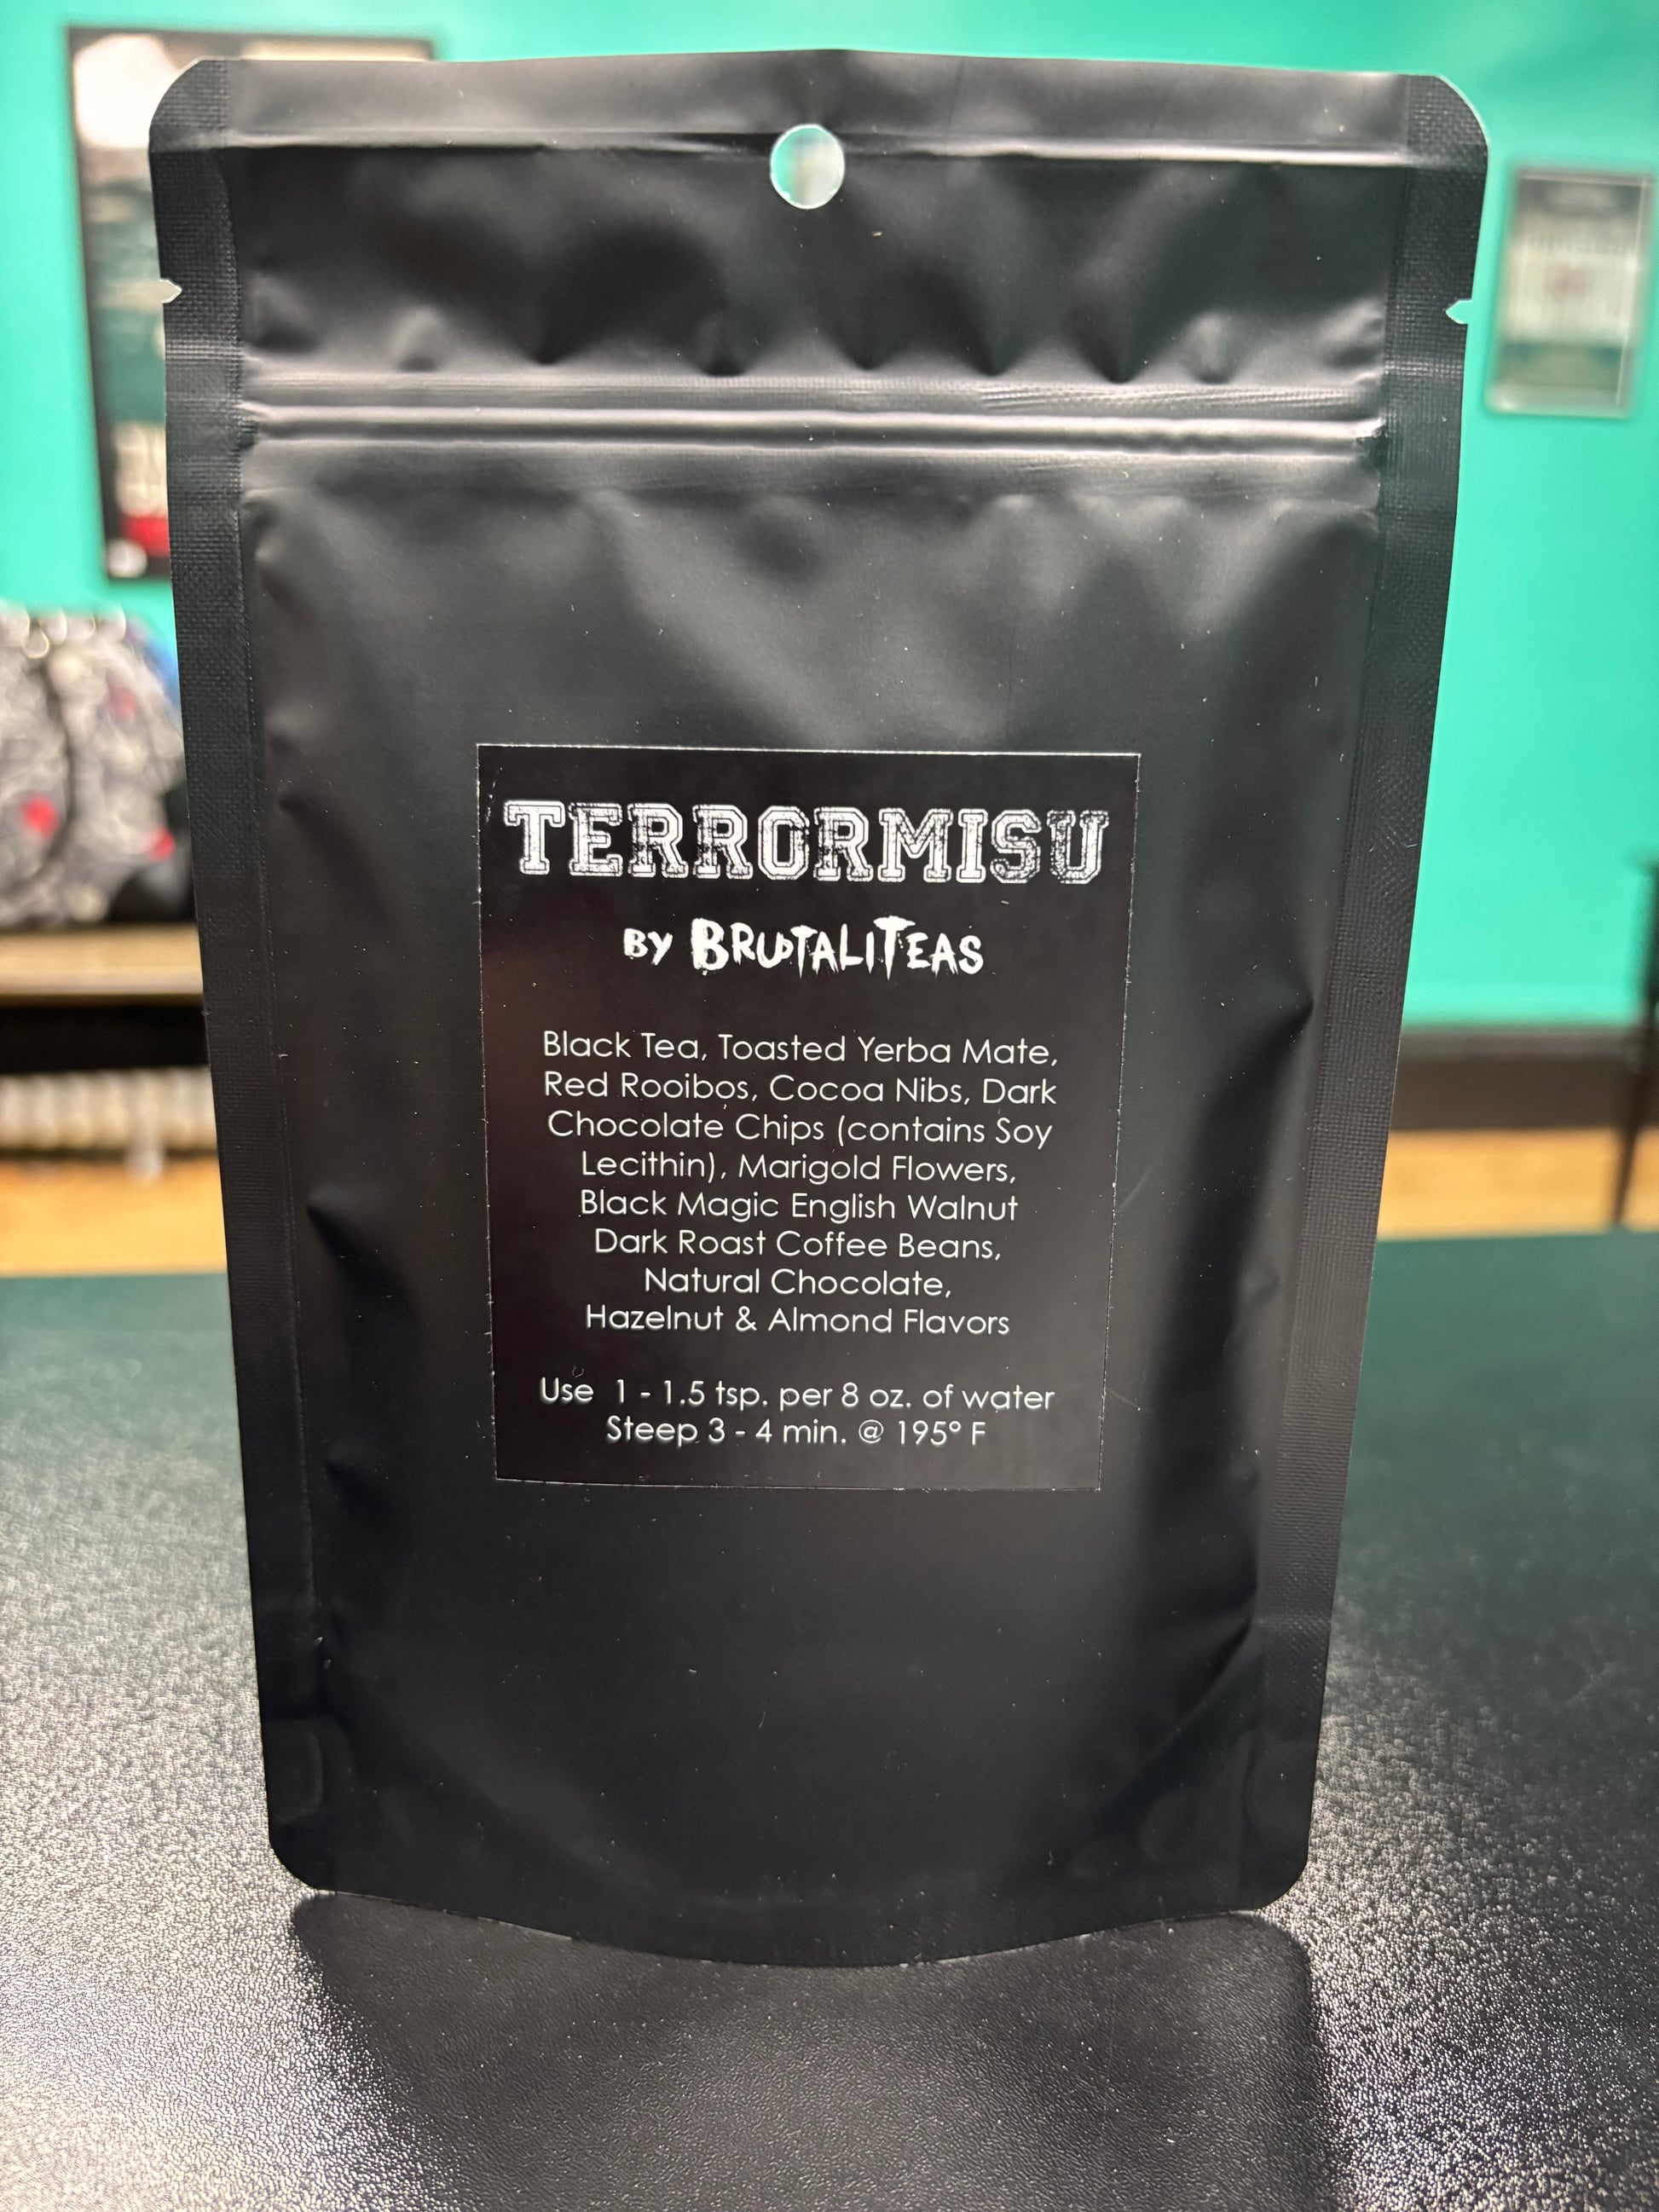 TERRORMISU
BY BRUTALITEAS
Black Tea, Toasted Yerba Mate,
Red Rooibos, Cocoa Nibs, Dark
Chocolate Chips (contains Soy
Lecithin), Marigold Flowers,
Black Magic English Walnut
Dark Roast Coffee Beans,
Natural Chocolate,
Hazelnut & Almond Flavors
Use 1 - 1.5 tsp. per 8 oz. of water
Steep 3 - 4 min. @ 195° F